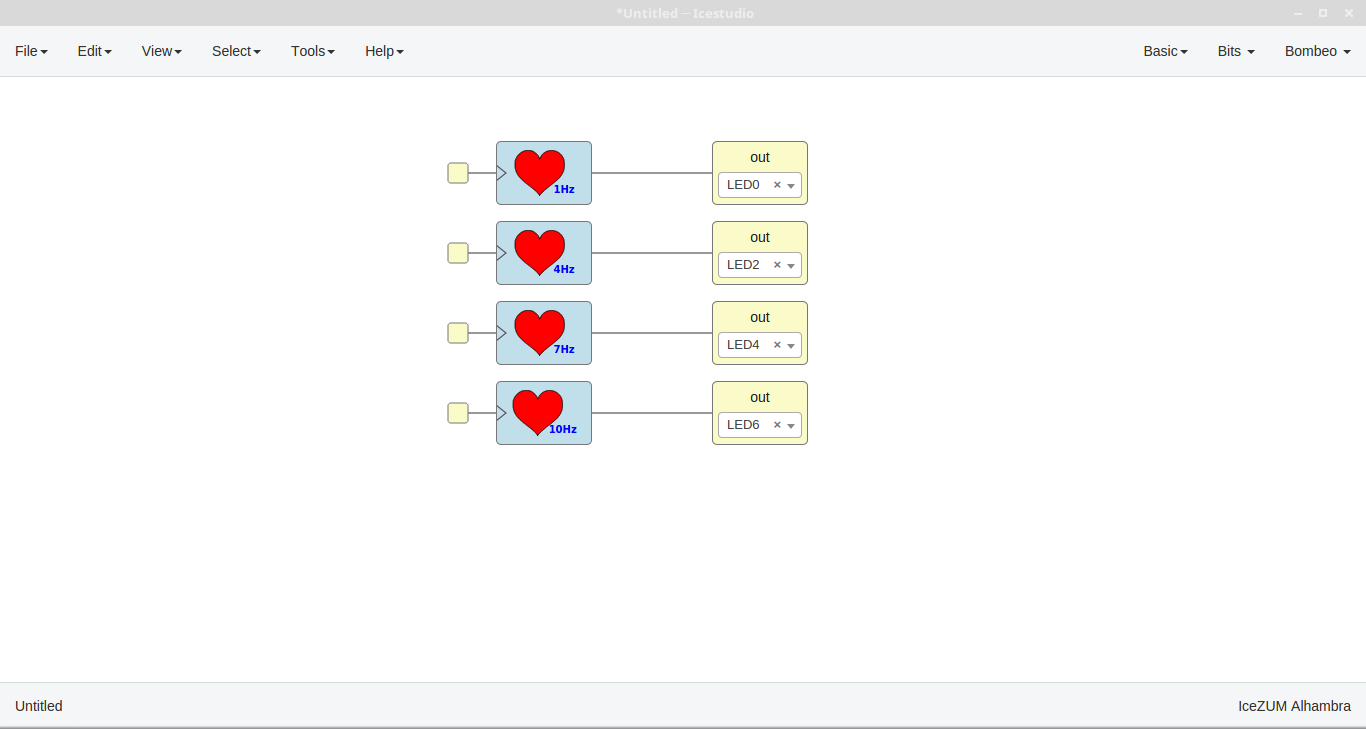 *Untitled — Icestudio
File Edit View Select Tools Help Basic Bits Bombeo
1Hz
out
LED0 ×
4Hz
out
LED2 ×
7Hz
out
LED4 ×
10Hz
out
LED6 ×
Untitled IceZUM Alhambra